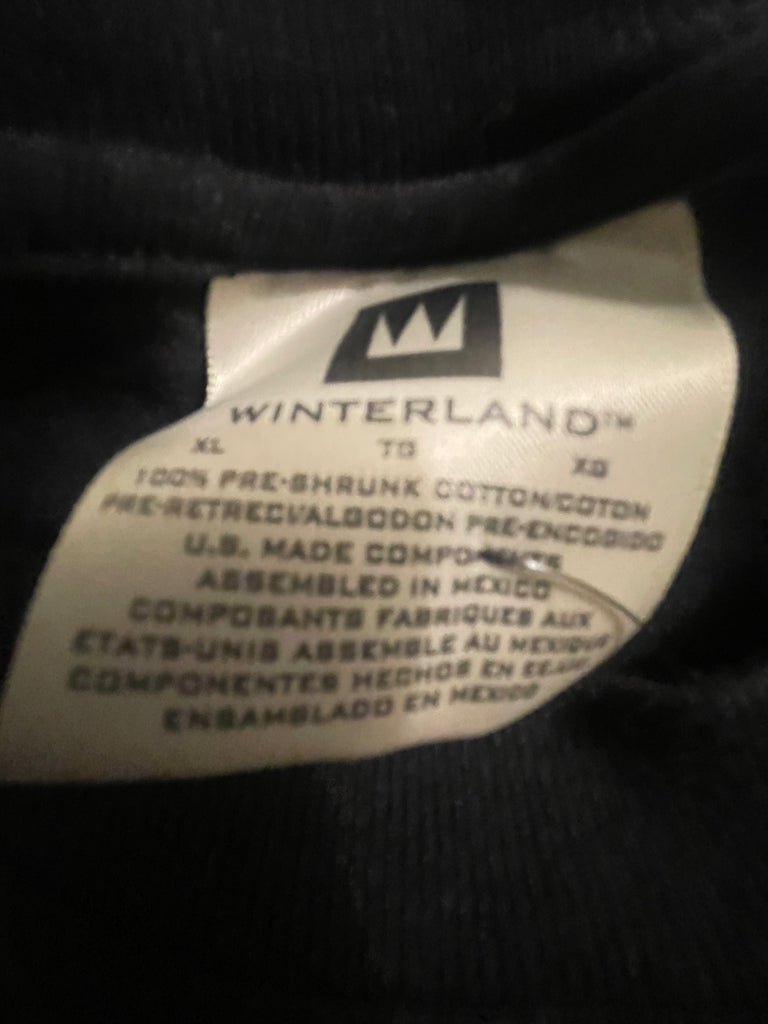 WINTERLAND™
XL TG XG
100% PRE-SHRUNK COTTON/COTON
PRE-RETRECI/ALGODON PRE-ENCOGIDO
U.S. MADE COMPONENTS
ASSEMBLED IN MEXICO
COMPOSANTS FABRIQUES AUX
ETATS-UNIS ASSEMBLE AU MEXIQUE
COMPONENTES HECHOS EN EE.UU.
ENSAMBLADO EN MEXICO